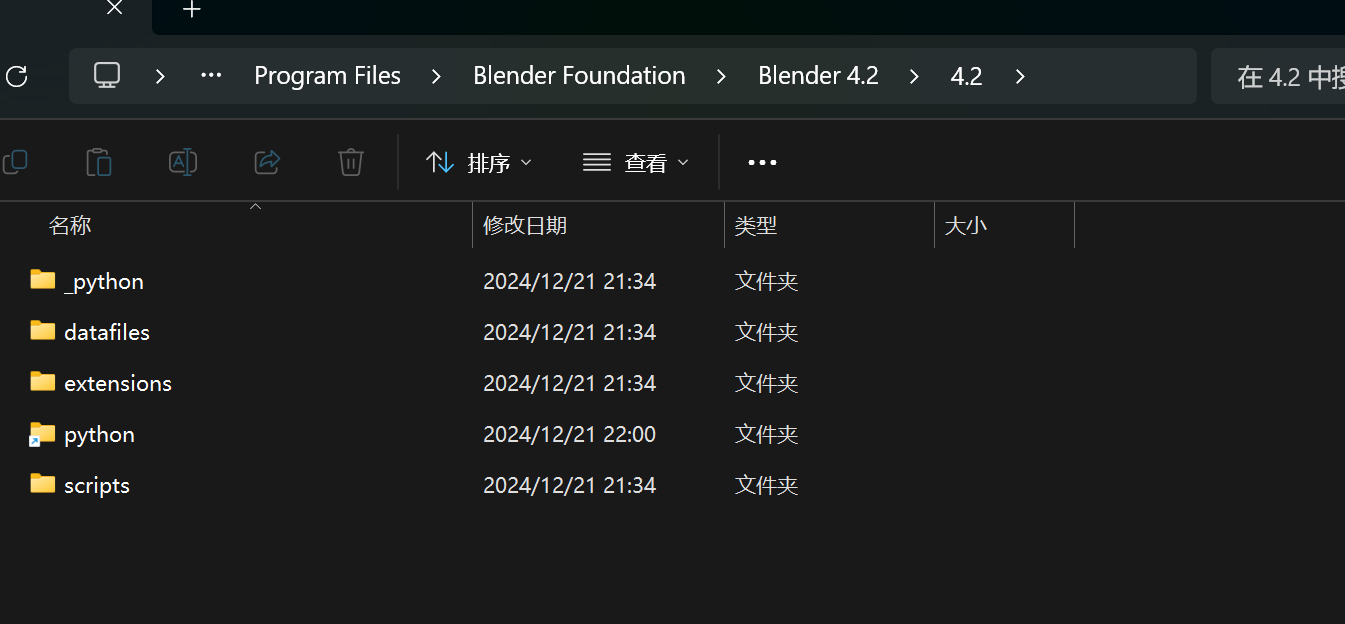 Program Files > Blender Foundation > Blender 4.2 > 4.2 >
在 4.2 中搜
排序 查看
名称 修改日期 类型 大小
_python 2024/12/21 21:34 文件夹
datafiles 2024/12/21 21:34 文件夹
extensions 2024/12/21 21:34 文件夹
python 2024/12/21 22:00 文件夹
scripts 2024/12/21 21:34 文件夹